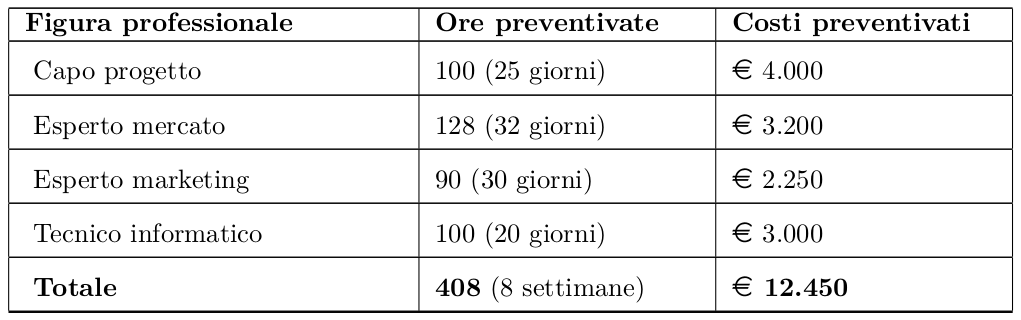 Figura professionale Ore preventivate Costi preventivati
Capo progetto 100 (25 giorni) € 4.000
Esperto mercato 128 (32 giorni) € 3.200
Esperto marketing 90 (30 giorni) € 2.250
Tecnico informatico 100 (20 giorni) € 3.000
Totale 408 (8 settimane) € 12.450